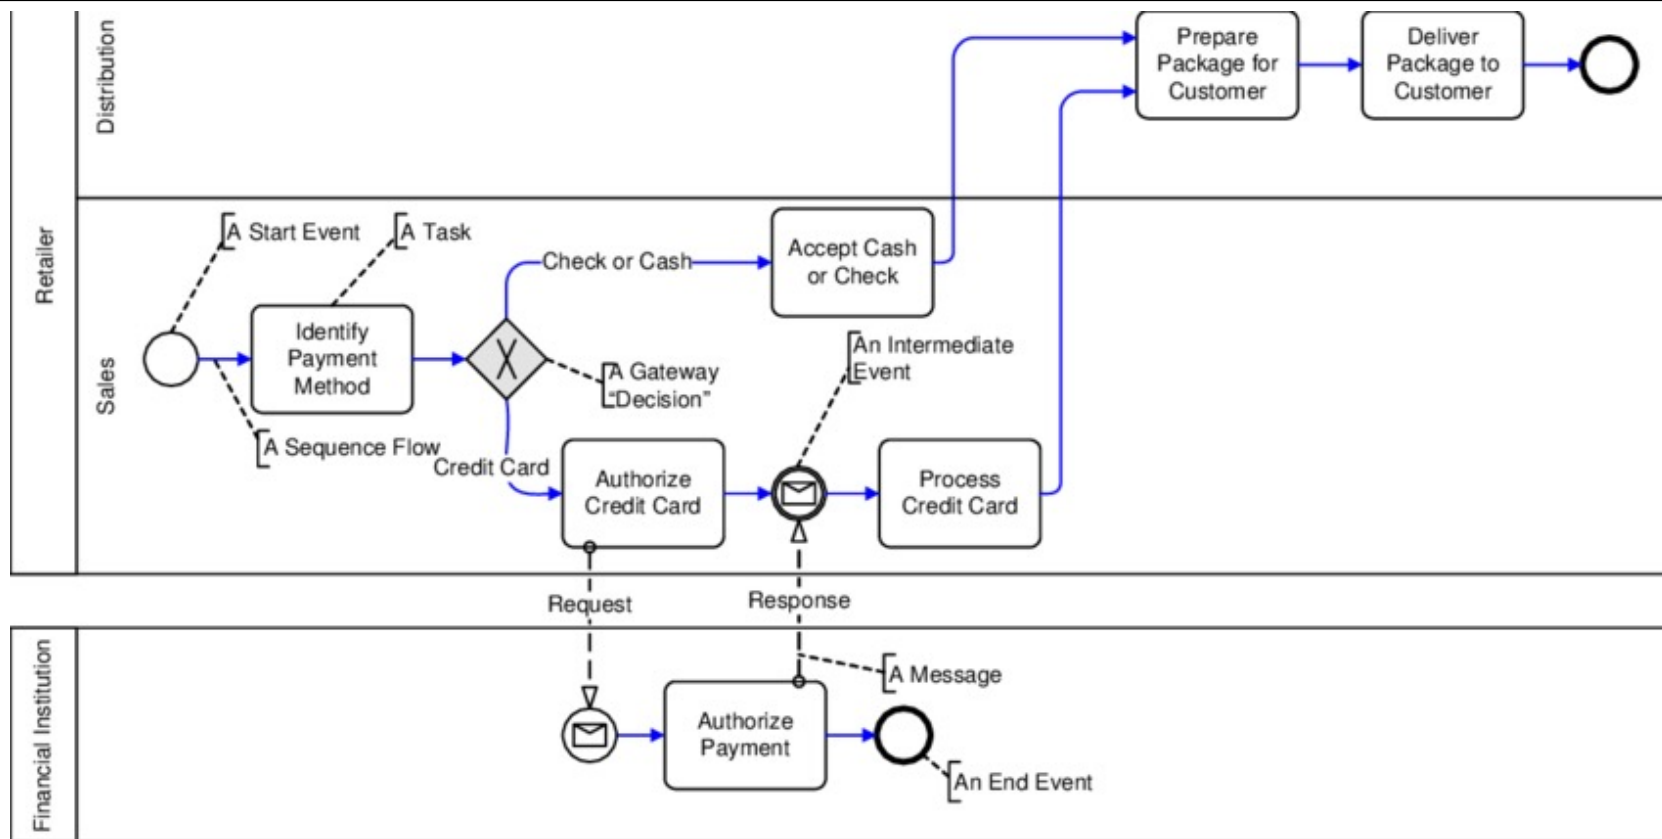 Retailer
Distribution
Prepare
Package for
Customer
Deliver
Package to
Customer
Sales
A Start Event
A Task
Identify
Payment
Method
A Sequence Flow
Check or Cash
Accept Cash
or Check
A Gateway
“Decision”
An Intermediate
Event
Credit Card
Authorize
Credit Card
Process
Credit Card
Request
Response
Financial Institution
A Message
Authorize
Payment
An End Event